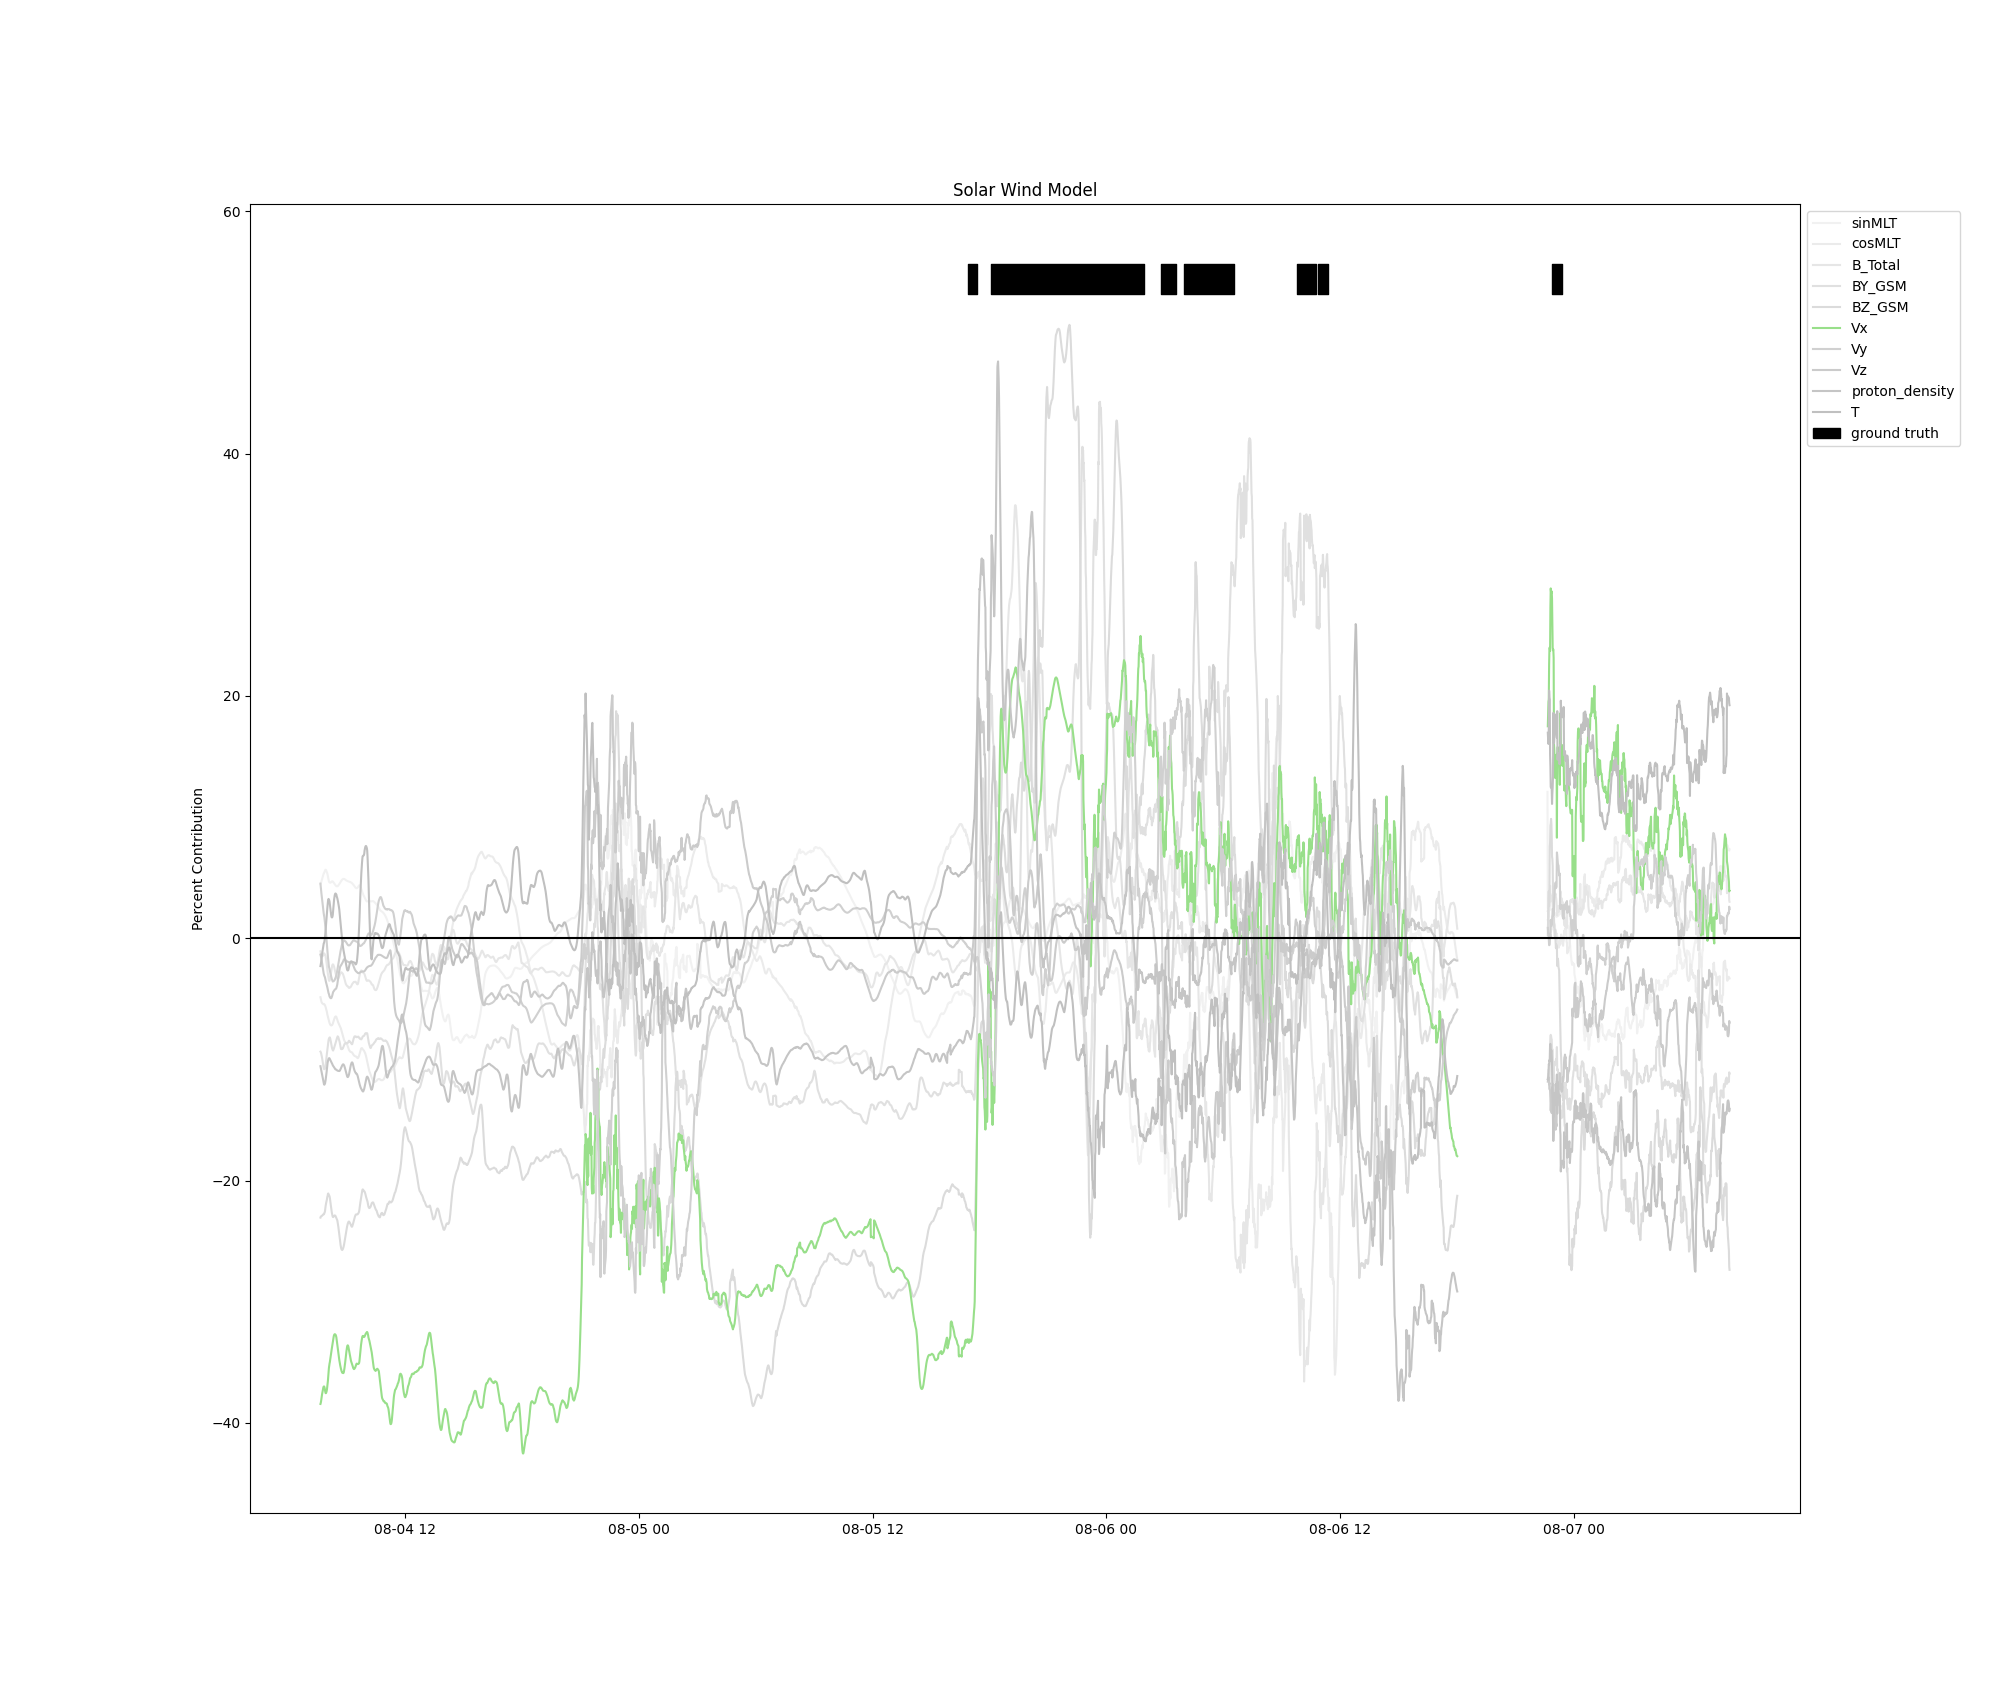 Solar Wind Model
60
40
20
0
−20
−40
Percent Contribution
08-04 12
08-05 00
08-05 12
08-06 00
08-06 12
08-07 00
sinMLT
cosMLT
B_Total
BY_GSM
BZ_GSM
Vx
Vy
Vz
proton_density
T
ground truth